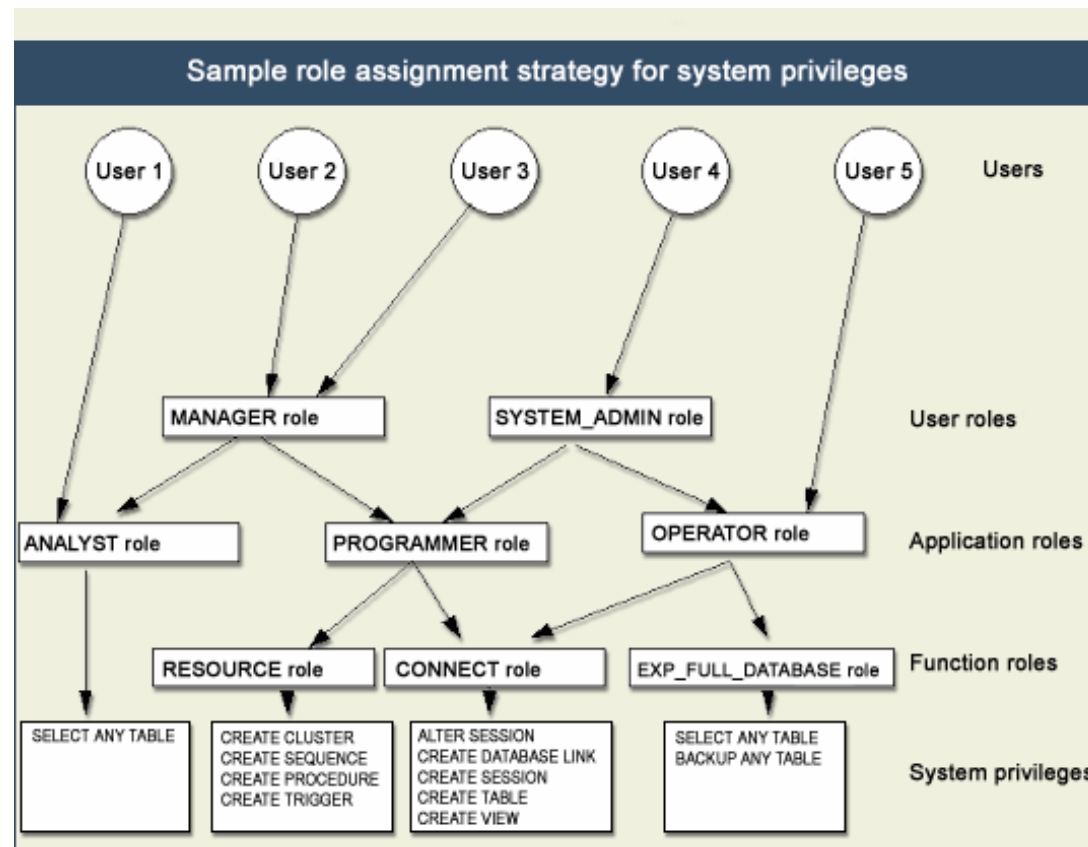 Sample role assignment strategy for system privileges
User 1
User 2
User 3
User 4
User 5
Users
MANAGER role
SYSTEM_ADMIN role
User roles
ANALYST role
PROGRAMMER role
OPERATOR role
Application roles
RESOURCE role
CONNECT role
EXP_FULL_DATABASE role
Function roles
SELECT ANY TABLE
CREATE CLUSTER
CREATE SEQUENCE
CREATE PROCEDURE
CREATE TRIGGER
ALTER SESSION
CREATE DATABASE LINK
CREATE SESSION
CREATE TABLE
CREATE VIEW
SELECT ANY TABLE
BACKUP ANY TABLE
System privileges